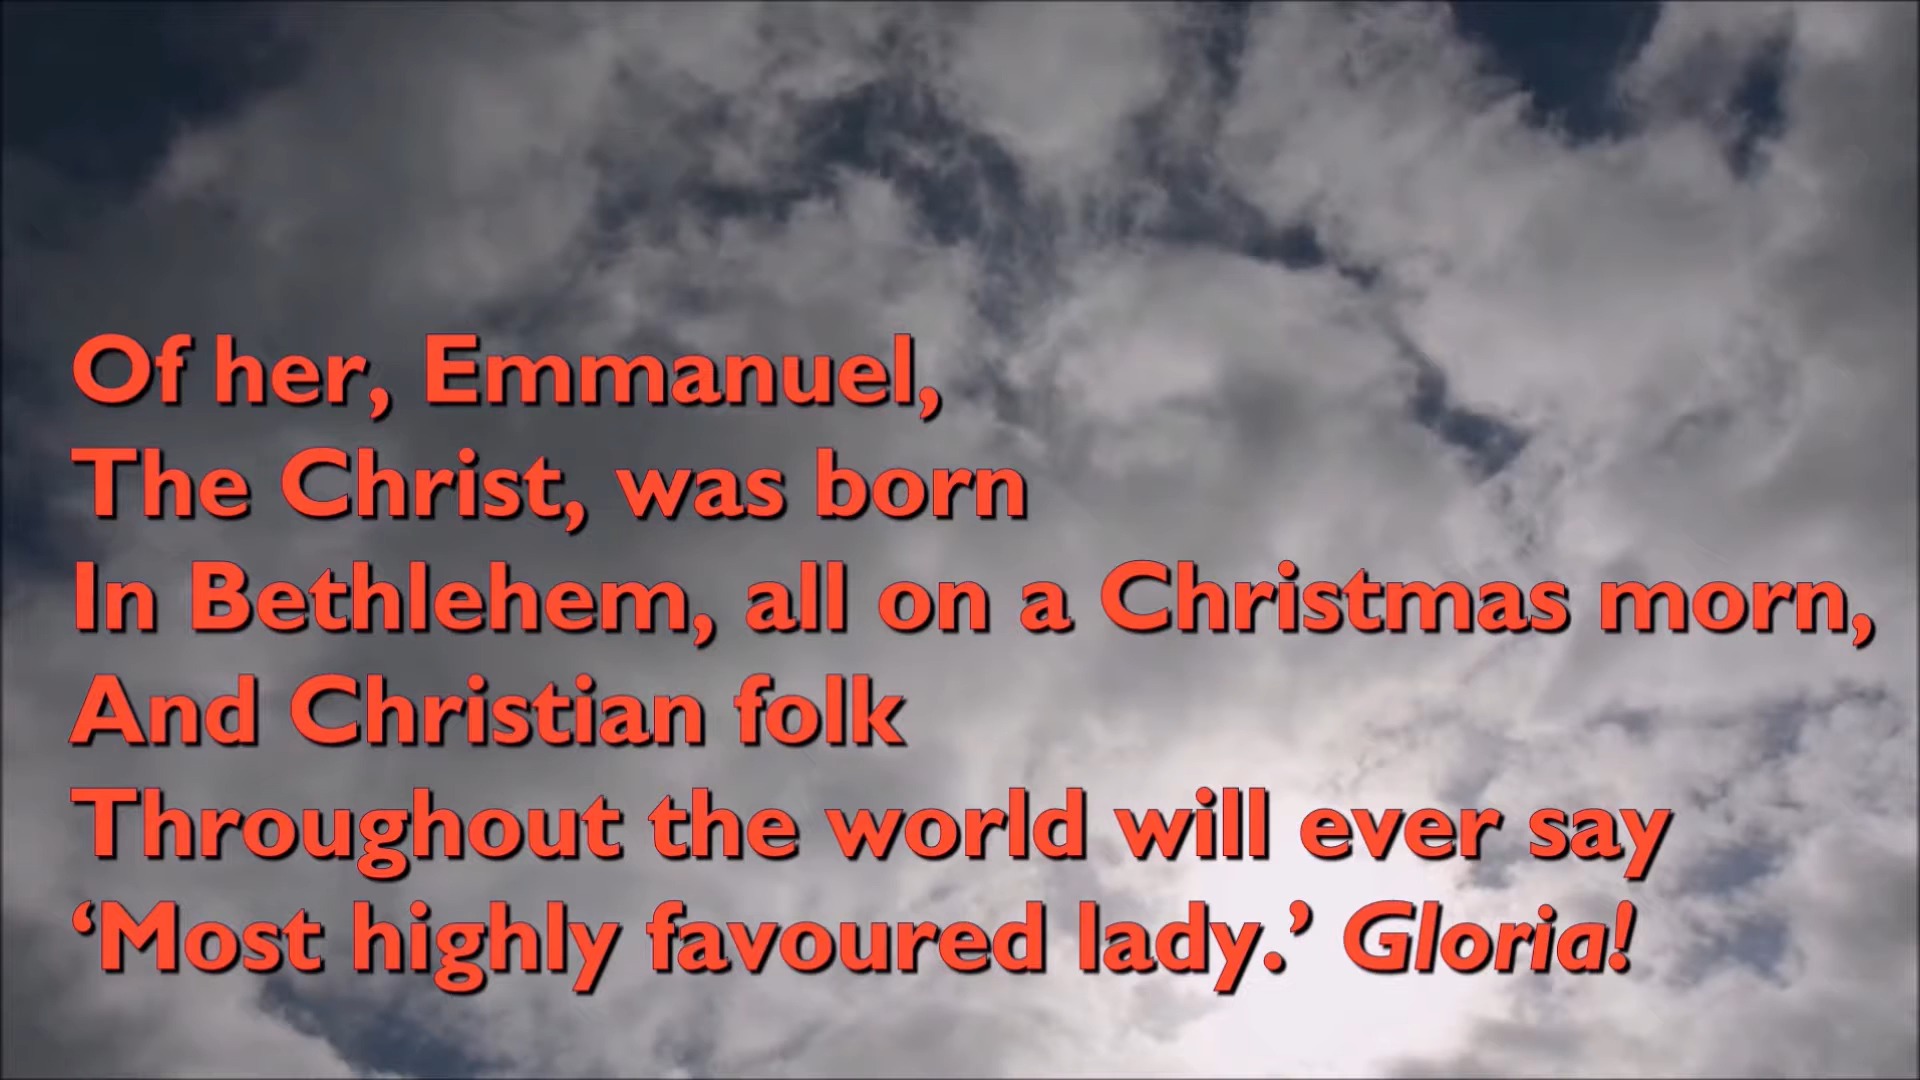 Of her, Emmanuel,
The Christ, was born
In Bethlehem, all on a Christmas morn,
And Christian folk
Throughout the world will ever say
‘Most highly favoured lady.’ Gloria!